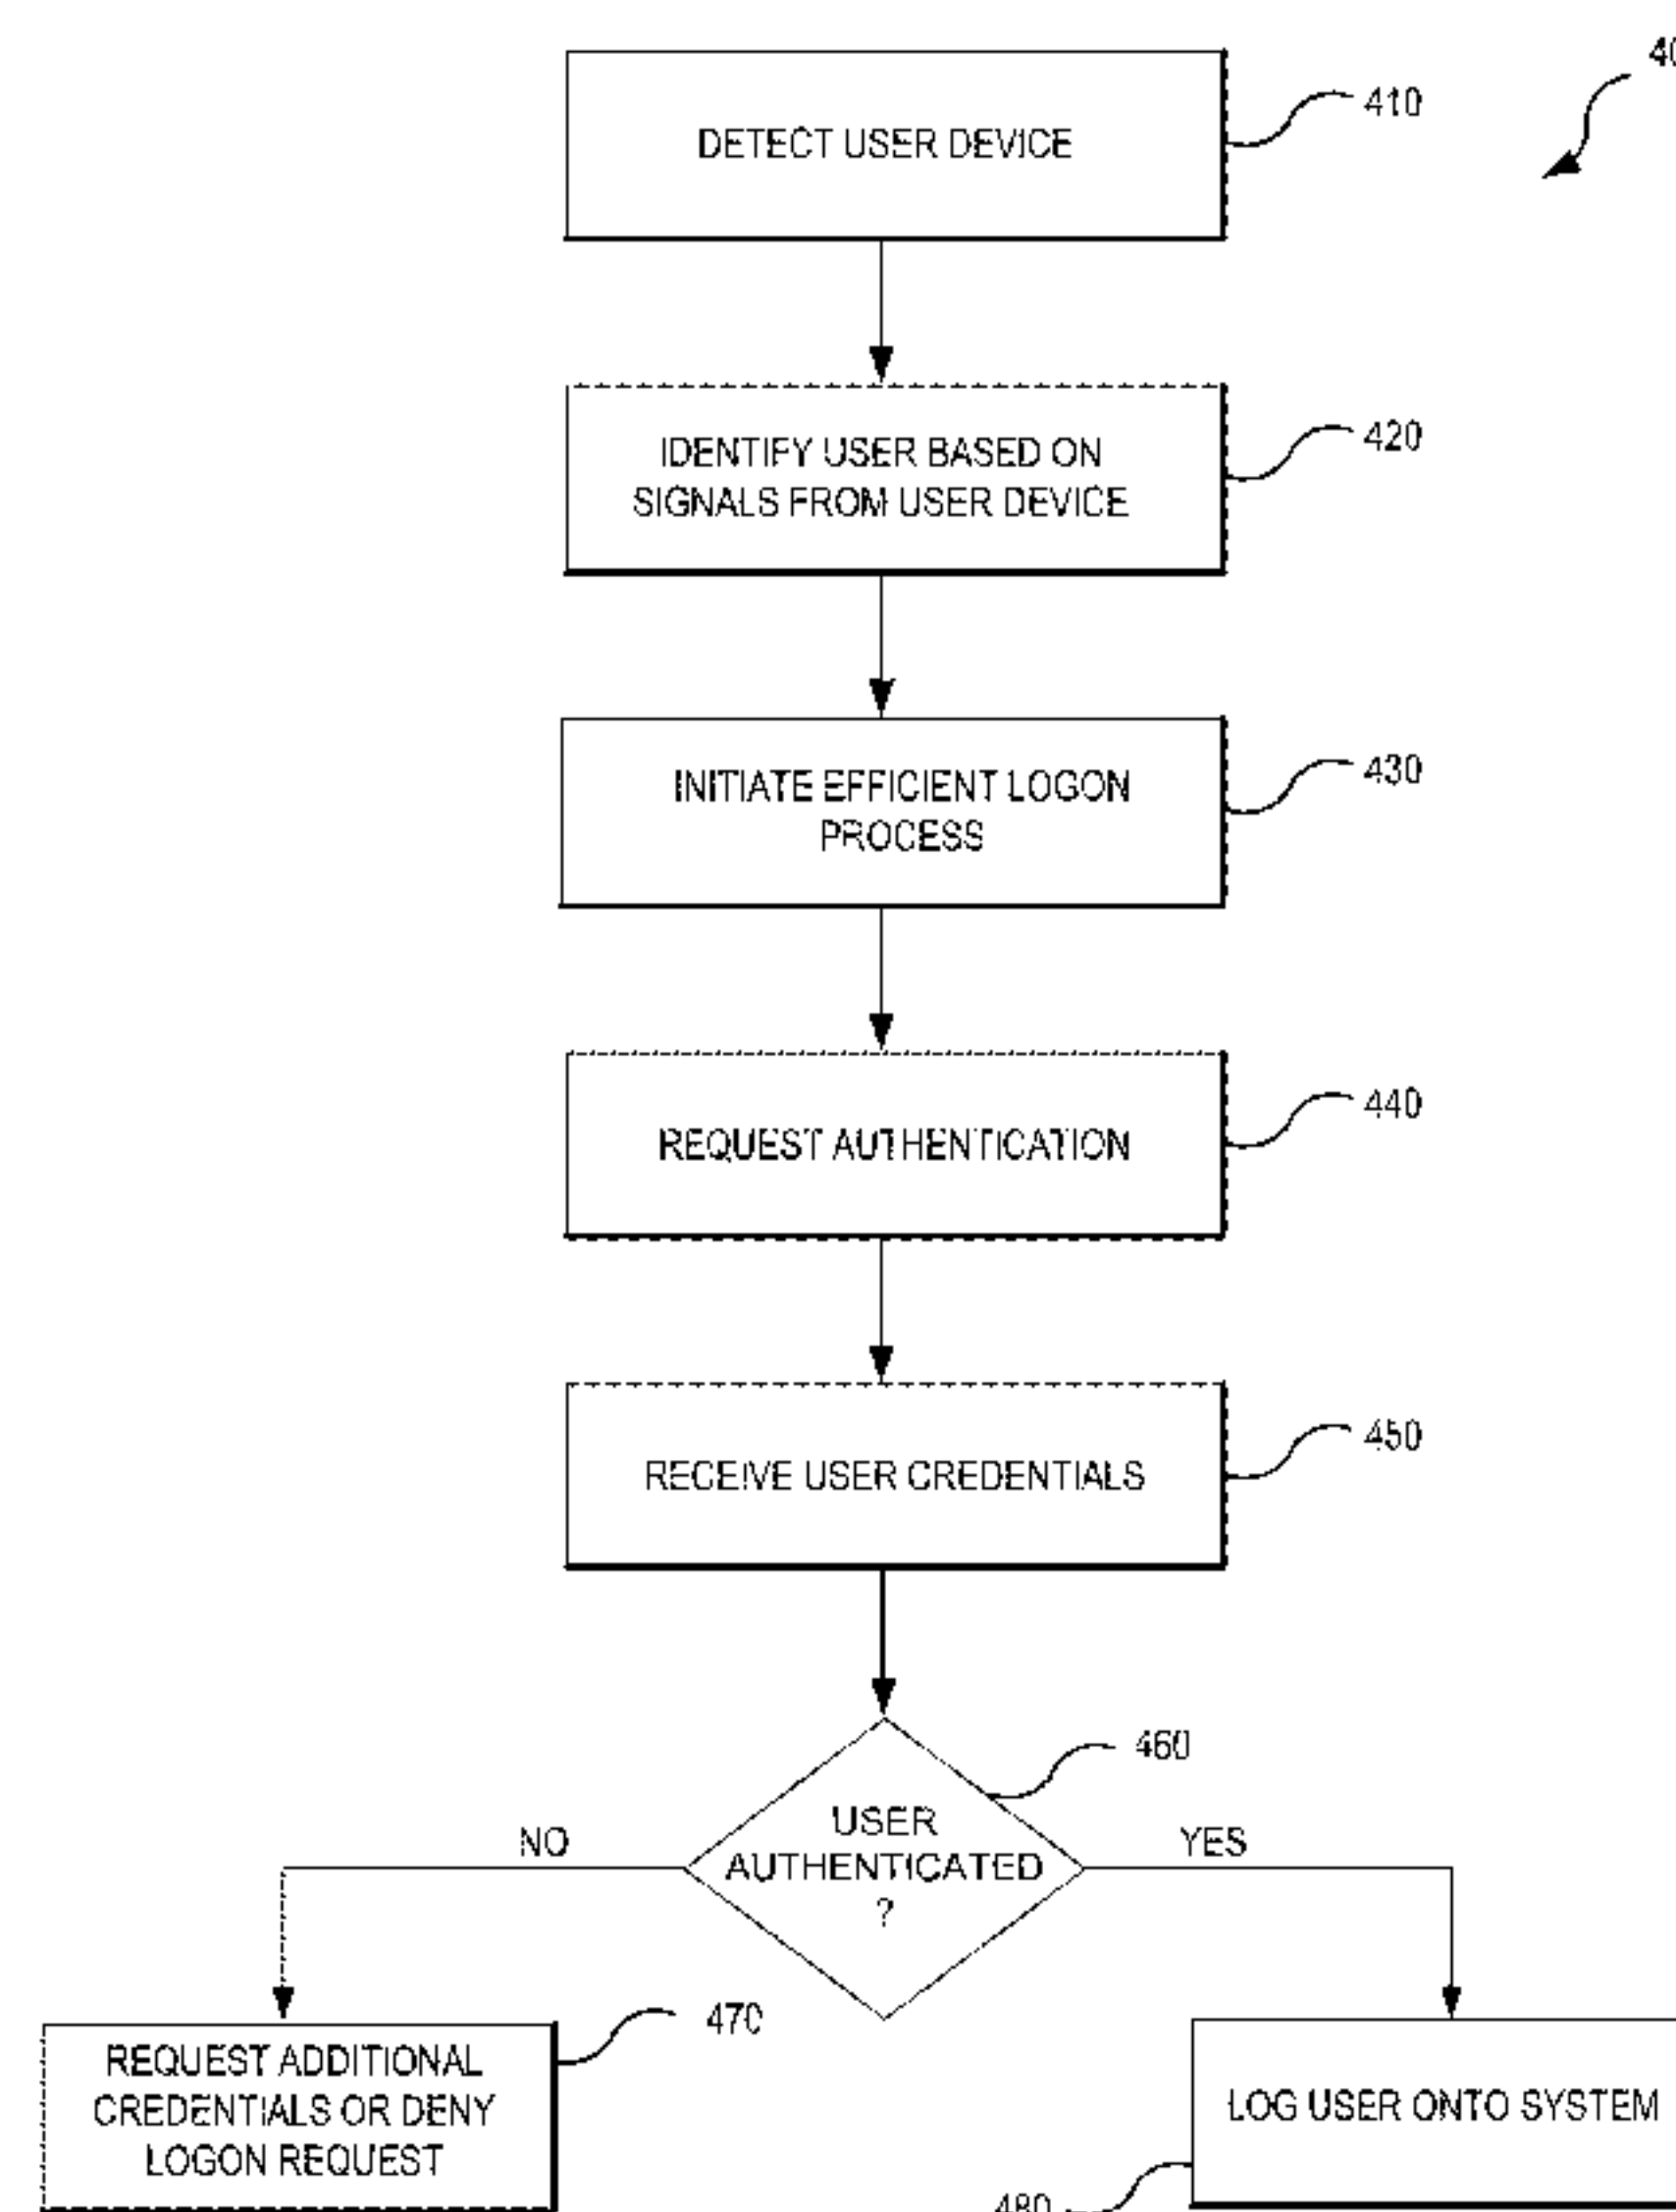 DETECT USER DEVICE
410
IDENTIFY USER BASED ON
SIGNALS FROM USER DEVICE
420
INITIATE EFFICIENT LOGON
PROCESS
430
REQUEST AUTHENTICATION
440
RECEIVE USER CREDENTIALS
450
460
USER
AUTHENTICATED
?
NO
YES
470
REQUEST ADDITIONAL
CREDENTIALS OR DENY
LOGON REQUEST
LOG USER ONTO SYSTEM
480